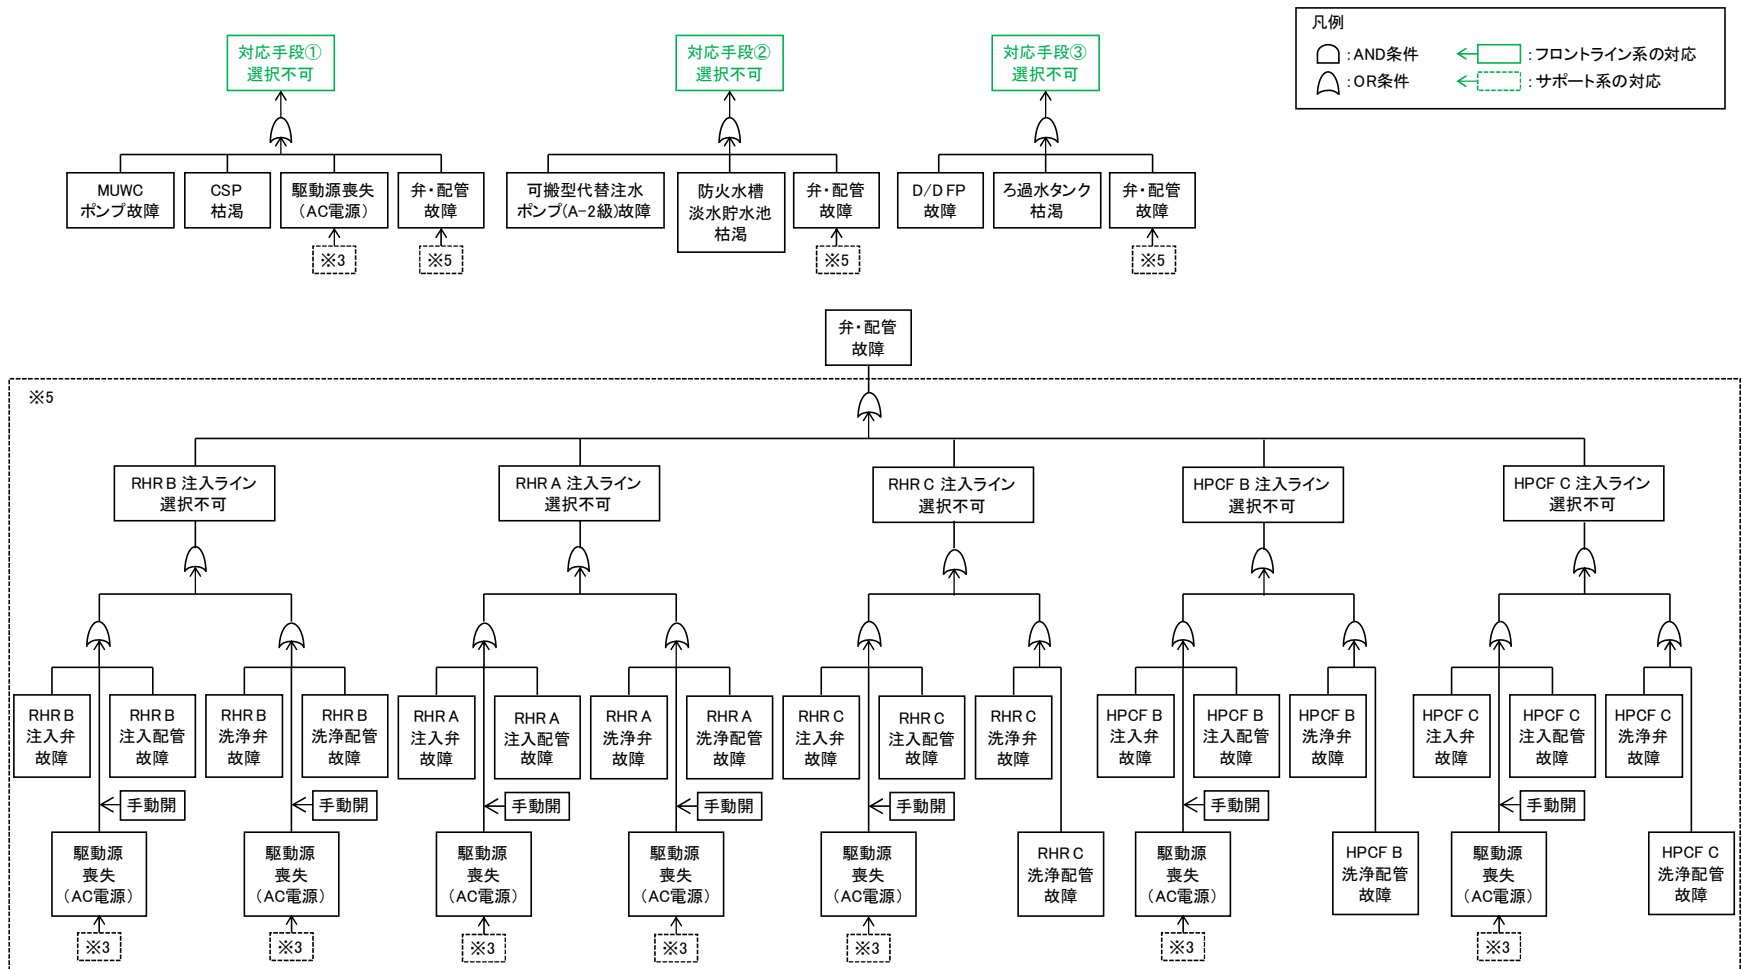 凡例
:AND条件
:フロントライン系の対応
:OR条件
:サポート系の対応
対応手段①
選択不可
対応手段②
選択不可
対応手段③
選択不可
MUWC
ポンプ故障
CSP
枯渇
駆動源喪失
(AC電源)
弁・配管
故障
※3
※5
可搬型代替注水
ポンプ(A-2級)故障
防火水槽
淡水貯水池
枯渇
弁・配管
故障
※5
D/D FP
故障
ろ過水タンク
枯渇
弁・配管
故障
※5
弁・配管
故障
※5
RHR B 注入ライン
選択不可
RHR A 注入ライン
選択不可
RHR C 注入ライン
選択不可
HPCF B 注入ライン
選択不可
HPCF C 注入ライン
選択不可
RHR B
注入弁
故障
RHR B
注入配管
故障
RHR B
洗浄弁
故障
RHR B
洗浄配管
故障
RHR A
注入弁
故障
RHR A
注入配管
故障
RHR A
洗浄弁
故障
RHR A
洗浄配管
故障
RHR C
注入弁
故障
RHR C
注入配管
故障
RHR C
洗浄弁
故障
HPCF B
注入弁
故障
HPCF B
注入配管
故障
HPCF B
洗浄弁
故障
HPCF C
注入弁
故障
HPCF C
注入配管
故障
HPCF C
洗浄弁
故障
手動開
手動開
手動開
手動開
手動開
手動開
手動開
駆動源
喪失
(AC電源)
駆動源
喪失
(AC電源)
駆動源
喪失
(AC電源)
駆動源
喪失
(AC電源)
駆動源
喪失
(AC電源)
RHR C
洗浄配管
故障
駆動源
喪失
(AC電源)
HPCF B
洗浄配管
故障
駆動源
喪失
(AC電源)
HPCF C
洗浄配管
故障
※3
※3
※3
※3
※3
※3
※3